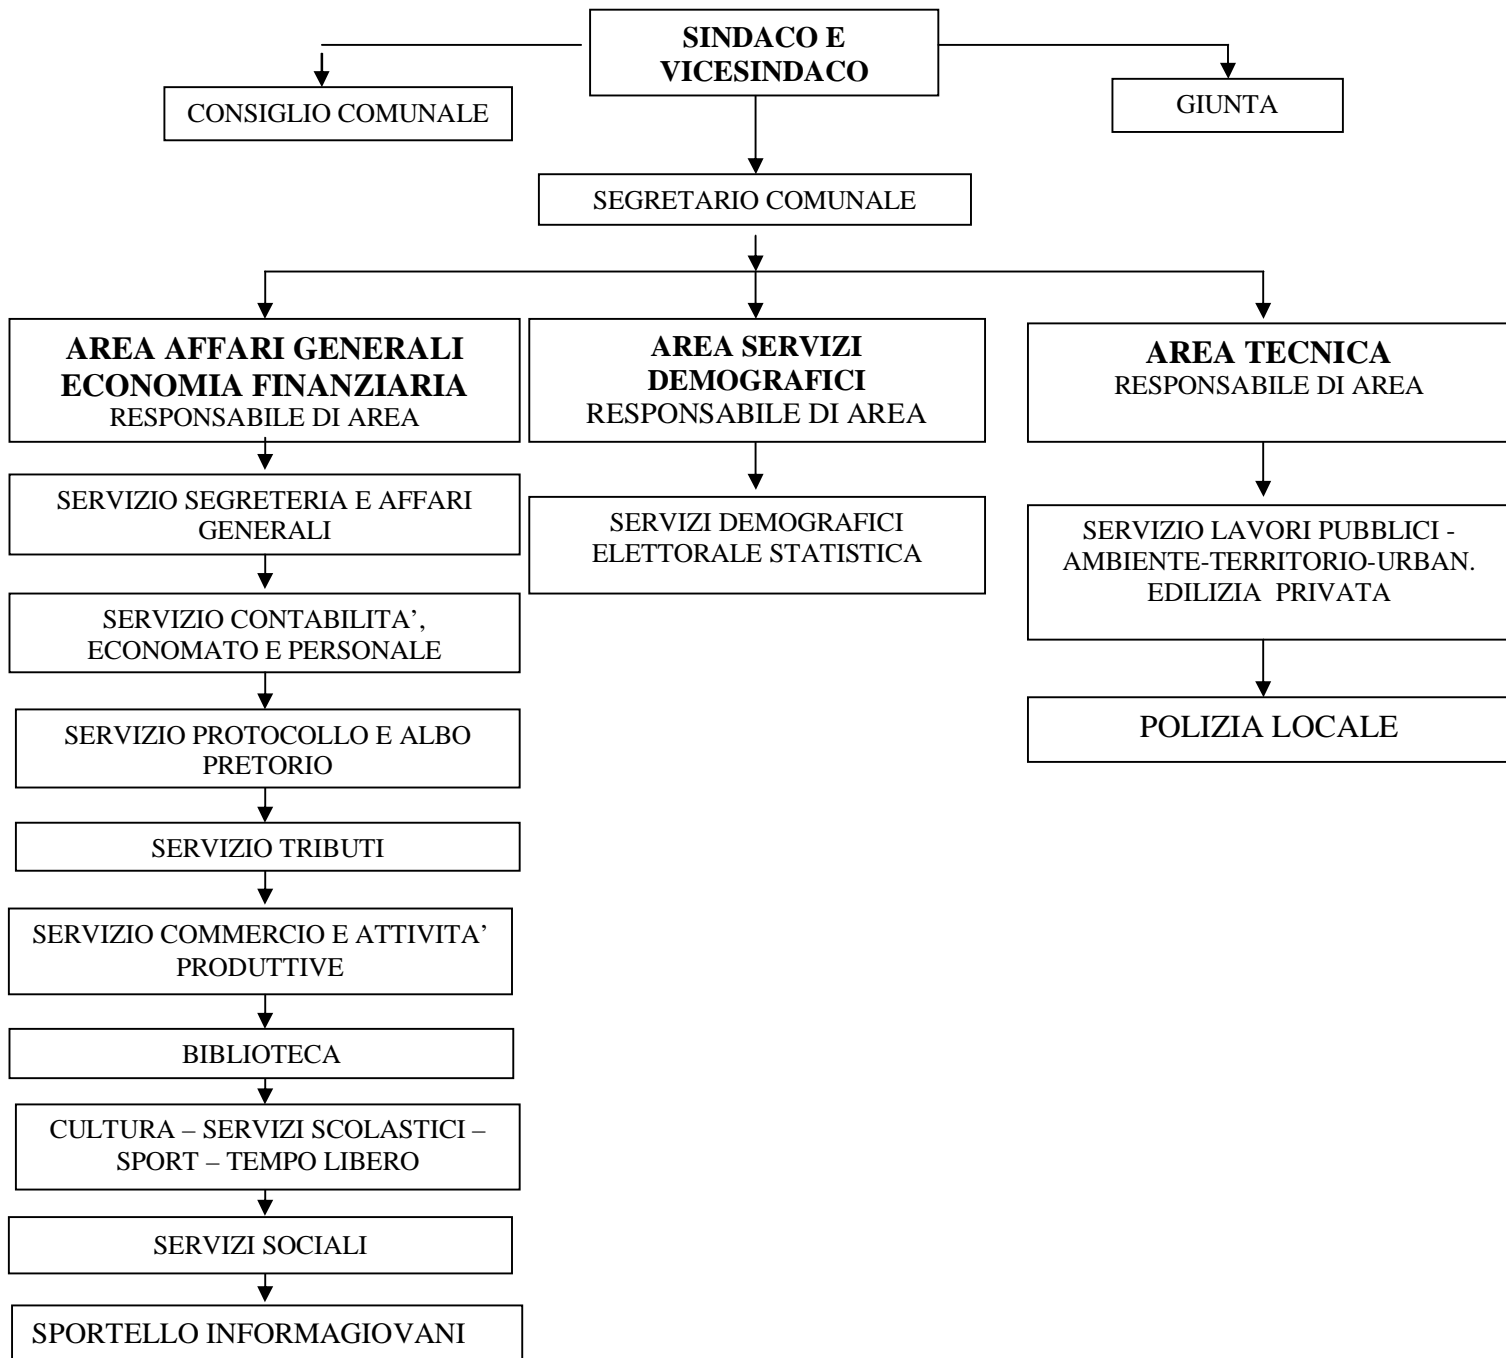 SINDACO E
VICESINDACO
CONSIGLIO COMUNALE
GIUNTA
SEGRETARIO COMUNALE
AREA AFFARI GENERALI
ECONOMIA FINANZIARIA
RESPONSABILE DI AREA
AREA SERVIZI
DEMOGRAFICI
RESPONSABILE DI AREA
AREA TECNICA
RESPONSABILE DI AREA
SERVIZIO SEGRETERIA E AFFARI
GENERALI
SERVIZI DEMOGRAFICI
ELETTORALE STATISTICA
SERVIZIO LAVORI PUBBLICI -
AMBIENTE-TERRITORIO-URBAN.
EDILIZIA PRIVATA
SERVIZIO CONTABILITA’,
ECONOMATO E PERSONALE
POLIZIA LOCALE
SERVIZIO PROTOCOLLO E ALBO
PRETORIO
SERVIZIO TRIBUTI
SERVIZIO COMMERCIO E ATTIVITA’
PRODUTTIVE
BIBLIOTECA
CULTURA – SERVIZI SCOLASTICI –
SPORT – TEMPO LIBERO
SERVIZI SOCIALI
SPORTELLO INFORMAGIOVANI